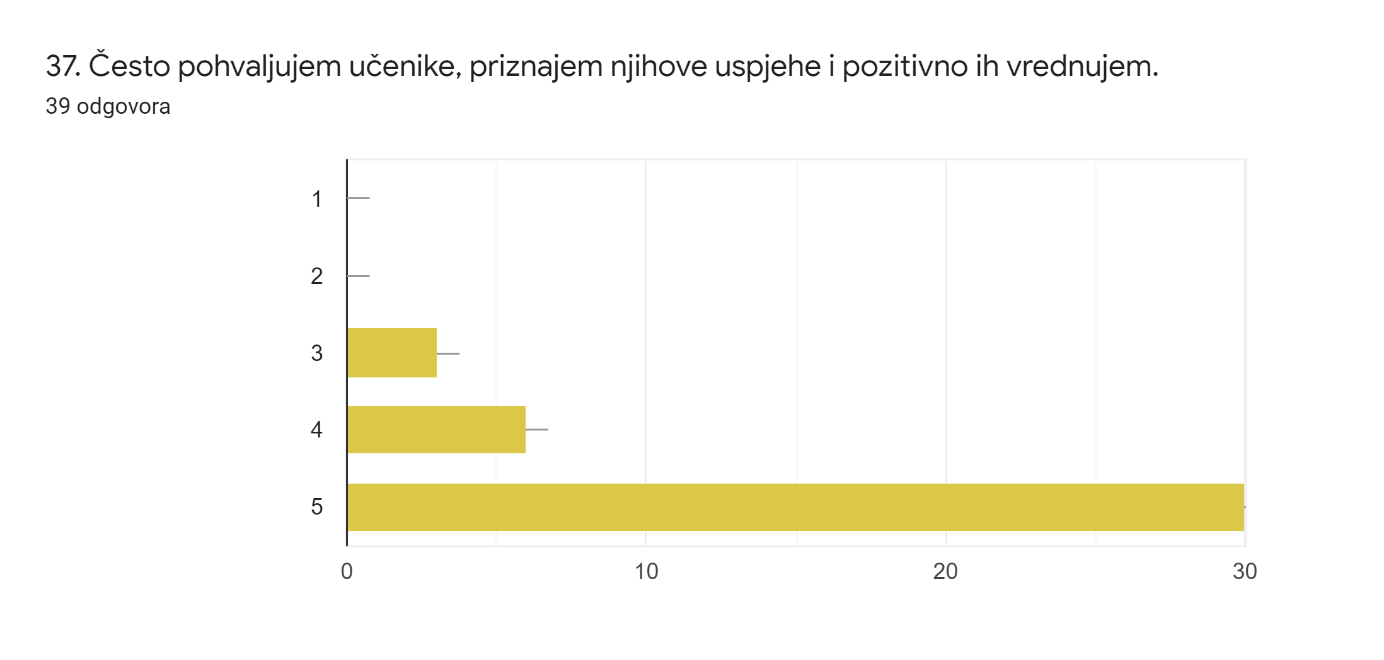 37. Često pohvaljujem učenike, priznajem njihove uspjehe i pozitivno ih vrednujem.
39 odgovora
1
2
3
4
5
0 10 20 30